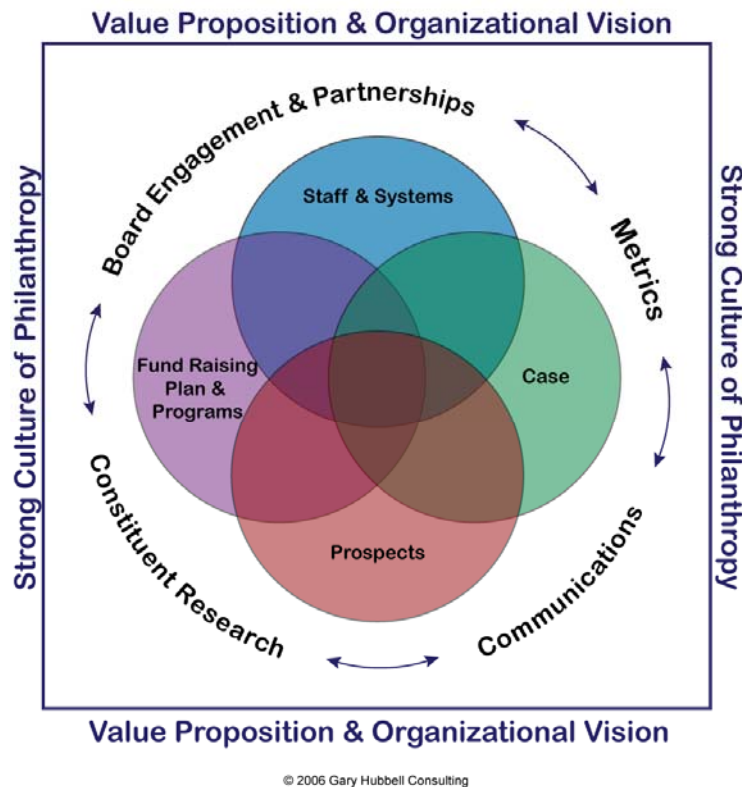 Value Proposition & Organizational Vision
Board Engagement & Partnerships
Strong Culture of Philanthropy
Strong Culture of Philanthropy
Staff & Systems
Metrics
Fund Raising
Plan &
Programs
Case
Constituent Research
Prospects
Communications
Value Proposition & Organizational Vision
© 2006 Gary Hubbell Consulting